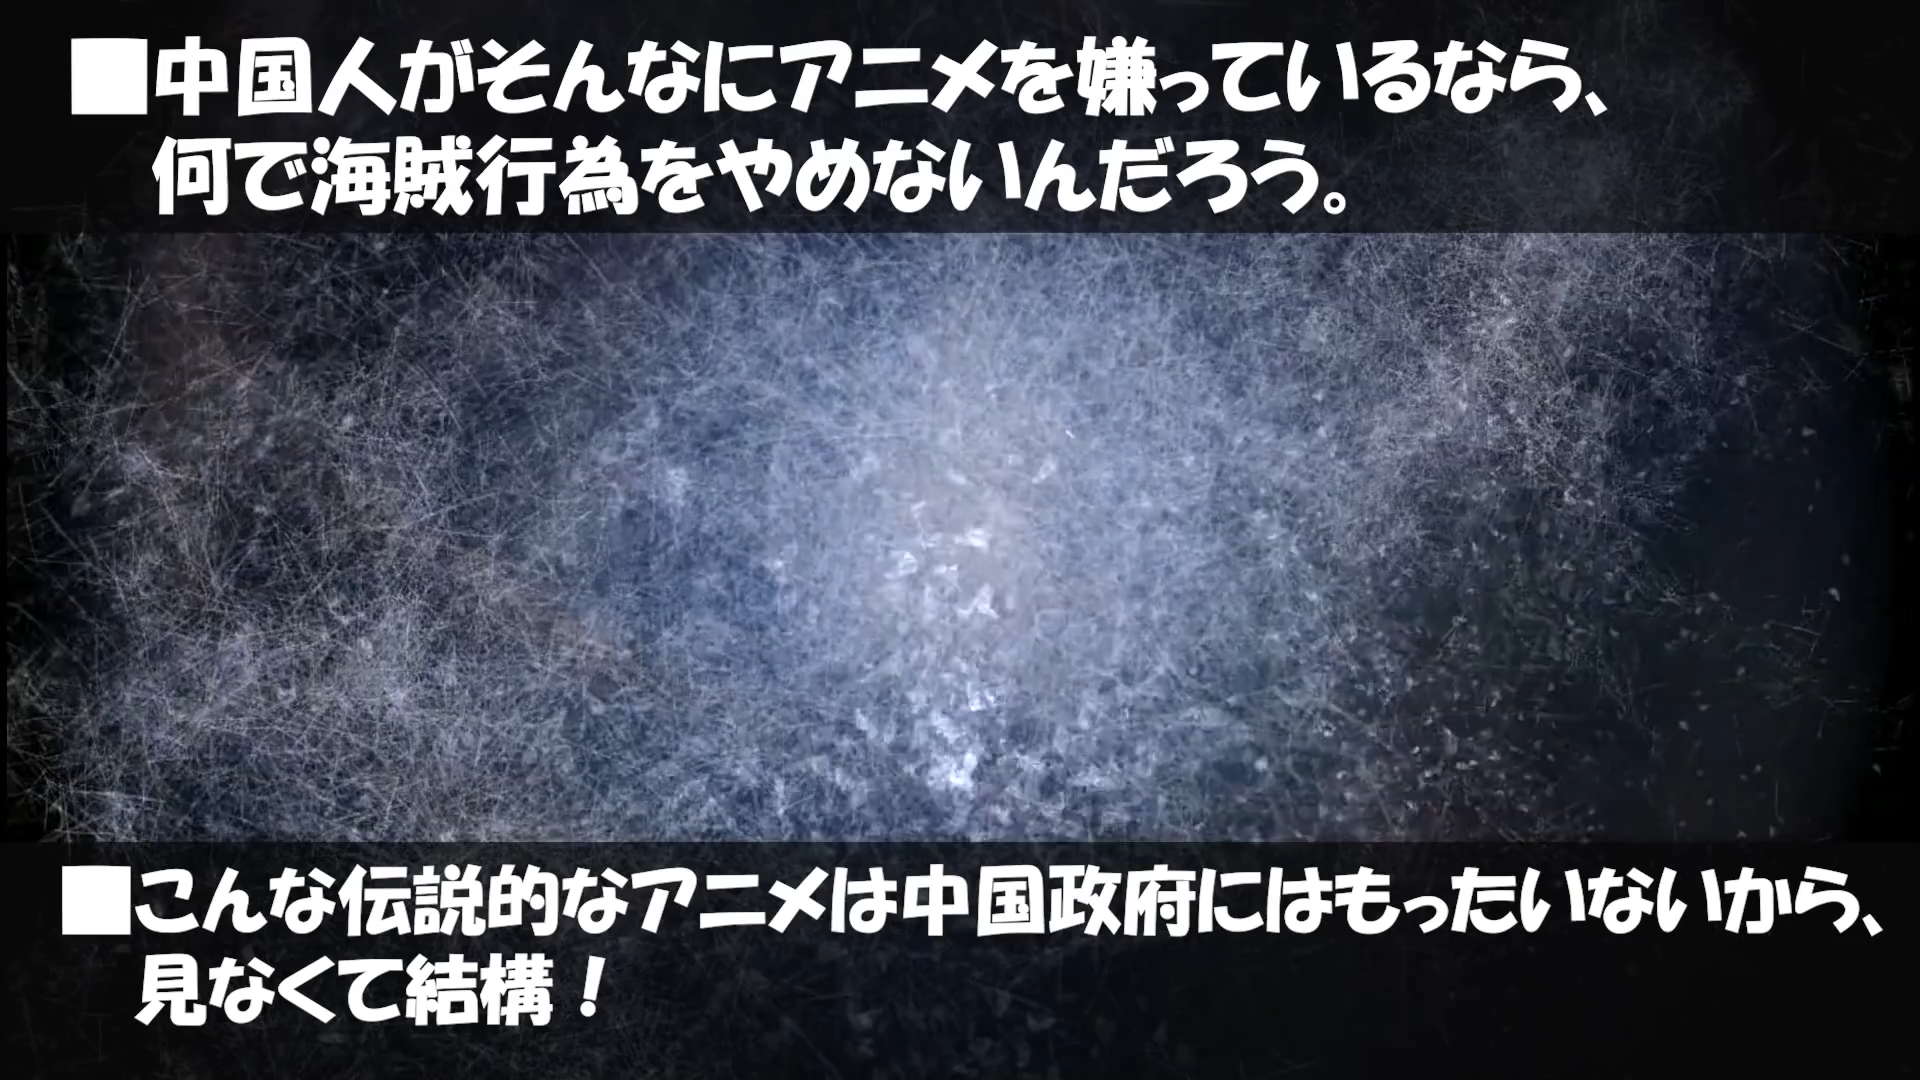 ■中国人がそんなにアニメを嫌っているなら、
何で海賊行為をやめないんだろう。
■こんな伝説的なアニメは中国政府にはもったいないから、
見なくて結構！